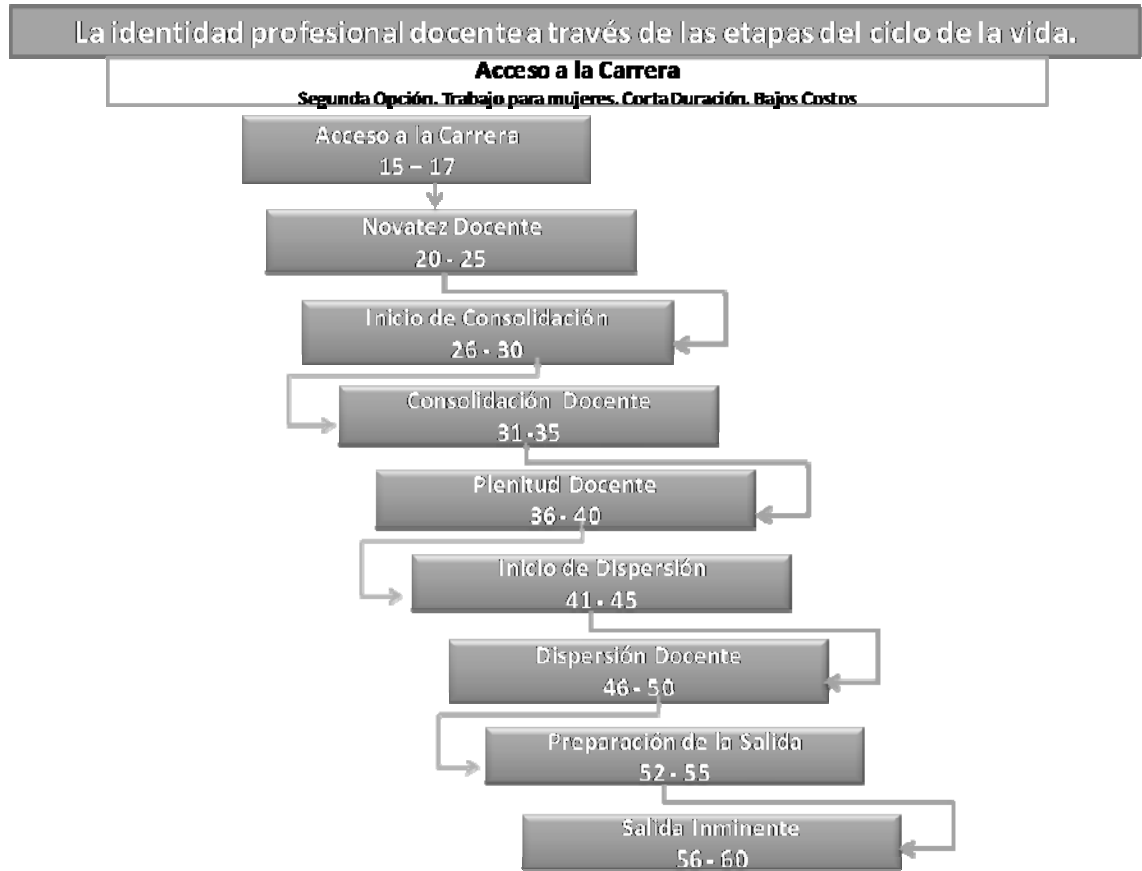 La identidad profesional docente a través de las etapas del ciclo de la vida.
Acceso a la Carrera
Segunda Opción. Trabajo para mujeres. Corta Duración. Bajos Costos
Acceso a la Carrera
15 – 17
Novatez Docente
20 - 25
Inicio de Consolidación
26 - 30
Consolidación Docente
31 -35
Plenitud Docente
36 - 40
Inicio de Dispersión
41 - 45
Dispersión Docente
46 - 50
Preparación de la Salida
52 - 55
Salida Inminente
56 - 60